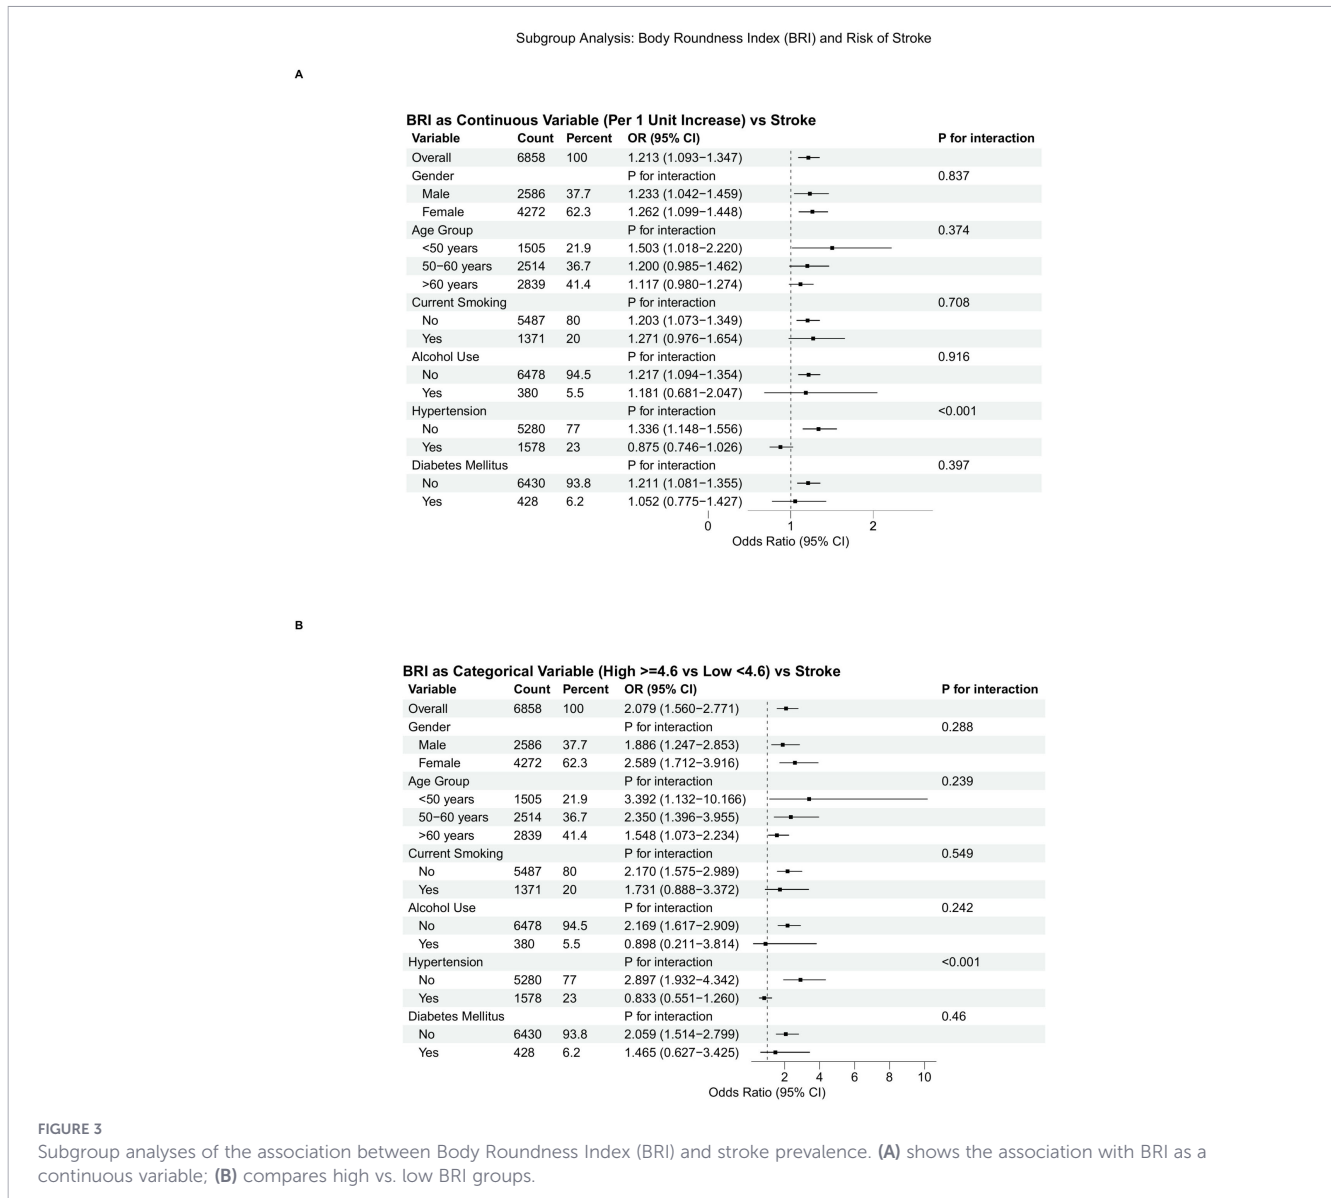 Subgroup Analysis: Body Roundness Index (BRI) and Risk of Stroke
A
BRI as Continuous Variable (Per 1 Unit Increase) vs Stroke
Variable Count Percent OR (95% CI) P for interaction
Overall 6858 100 1.213 (1.093−1.347)
Gender P for interaction 0.837
Male 2586 37.7 1.233 (1.042−1.459)
Female 4272 62.3 1.262 (1.099−1.448)
Age Group P for interaction 0.374
<50 years 1505 21.9 1.503 (1.018−2.220)
50−60 years 2514 36.7 1.200 (0.985−1.462)
>60 years 2839 41.4 1.117 (0.980−1.274)
Current Smoking P for interaction 0.708
No 5487 80 1.203 (1.073−1.349)
Yes 1371 20 1.271 (0.976−1.654)
Alcohol Use P for interaction 0.916
No 6478 94.5 1.217 (1.094−1.354)
Yes 380 5.5 1.181 (0.681−2.047)
Hypertension P for interaction <0.001
No 5280 77 1.336 (1.148−1.556)
Yes 1578 23 0.875 (0.746−1.026)
Diabetes Mellitus P for interaction 0.397
No 6430 93.8 1.211 (1.081−1.355)
Yes 428 6.2 1.052 (0.775−1.427)
0 1 2
Odds Ratio (95% CI)
B
BRI as Categorical Variable (High >=4.6 vs Low <4.6) vs Stroke
Variable Count Percent OR (95% CI) P for interaction
Overall 6858 100 2.079 (1.560−2.771)
Gender P for interaction 0.288
Male 2586 37.7 1.886 (1.247−2.853)
Female 4272 62.3 2.589 (1.712−3.916)
Age Group P for interaction 0.239
<50 years 1505 21.9 3.392 (1.132−10.166)
50−60 years 2514 36.7 2.350 (1.396−3.955)
>60 years 2839 41.4 1.548 (1.073−2.234)
Current Smoking P for interaction 0.549
No 5487 80 2.170 (1.575−2.989)
Yes 1371 20 1.731 (0.888−3.372)
Alcohol Use P for interaction 0.242
No 6478 94.5 2.169 (1.617−2.909)
Yes 380 5.5 0.898 (0.211−3.814)
Hypertension P for interaction <0.001
No 5280 77 2.897 (1.932−4.342)
Yes 1578 23 0.833 (0.551−1.260)
Diabetes Mellitus P for interaction 0.46
No 6430 93.8 2.059 (1.514−2.799)
Yes 428 6.2 1.465 (0.627−3.425)
2 4 6 8 10
Odds Ratio (95% CI)
FIGURE 3
Subgroup analyses of the association between Body Roundness Index (BRI) and stroke prevalence. (A) shows the association with BRI as a
continuous variable; (B) compares high vs. low BRI groups.